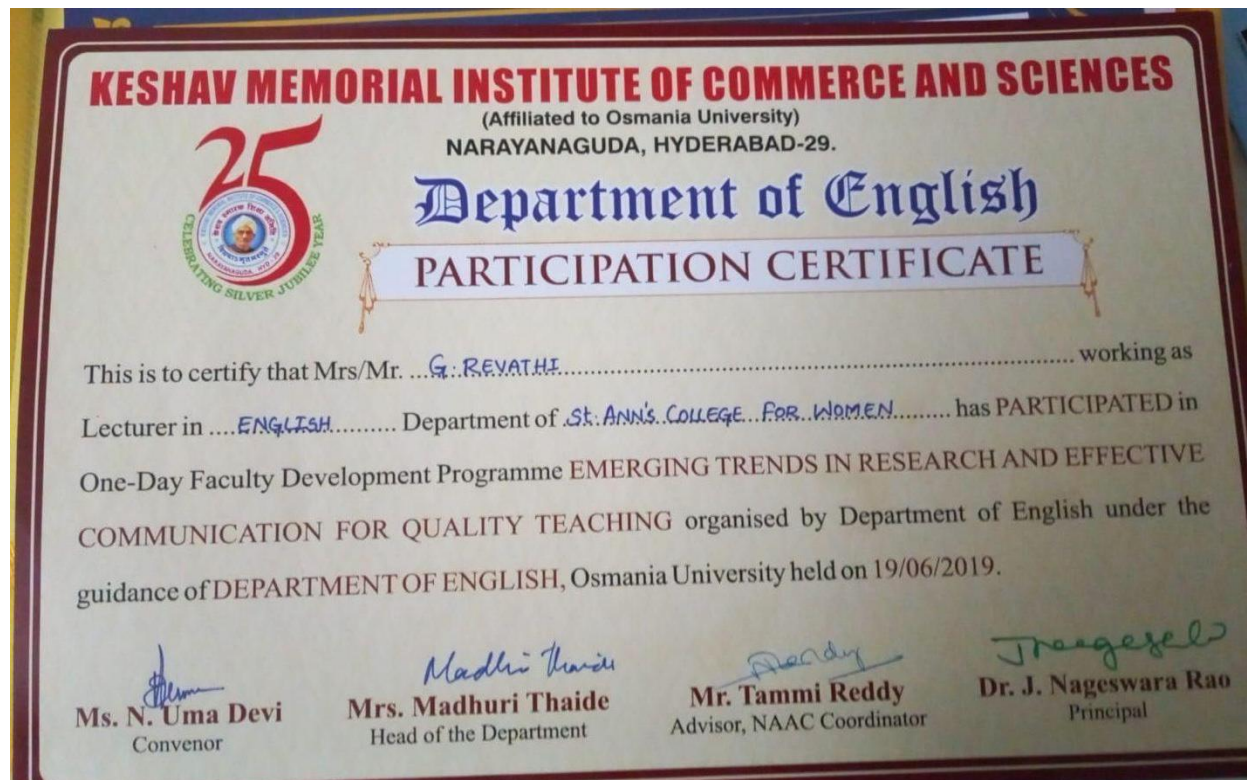 KESHAV MEMORIAL INSTITUTE OF COMMERCE AND SCIENCES
(Affiliated to Osmania University)
NARAYANAGUDA, HYDERABAD-29.
25
CELEBRATING SILVER JUBILEE YEAR
Department of English
PARTICIPATION CERTIFICATE
This is to certify that Mrs/Mr. ...G. REVATHI............ working as
Lecturer in ....ENGLISH.......... Department of .St. ANN'S COLLEGE FOR WOMEN......... has PARTICIPATED in
One-Day Faculty Development Programme EMERGING TRENDS IN RESEARCH AND EFFECTIVE
COMMUNICATION FOR QUALITY TEACHING organised by Department of English under the
guidance of DEPARTMENT OF ENGLISH, Osmania University held on 19/06/2019.
Madhuri Thaide
Ms. N. Uma Devi Mrs. Madhuri Thaide Mr. Tammi Reddy Dr. J. Nageswara Rao
Convenor Head of the Department Advisor, NAAC Coordinator Principal